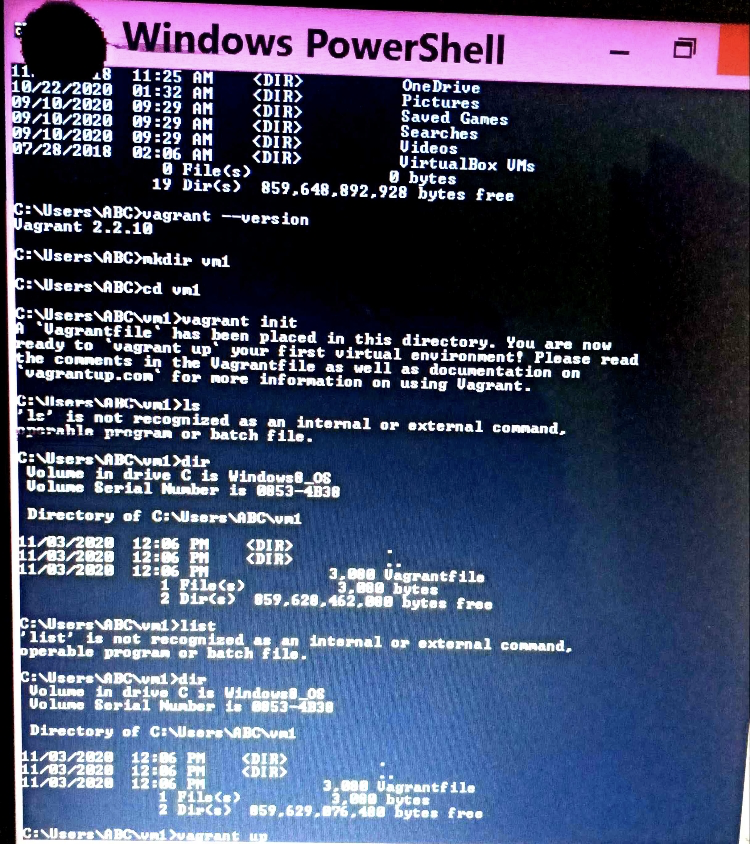 Windows PowerShell
18 11:25 AM <DIR> OneDrive
10/22/2020 01:32 AM <DIR> Pictures
09/10/2020 09:29 AM <DIR> Saved Games
09/10/2020 09:29 AM <DIR> Searches
09/10/2020 09:29 AM <DIR> Videos
07/28/2018 02:06 AM <DIR> VirtualBox VMs
0 File(s) 0 bytes
19 Dir(s) 859,648,892,928 bytes free
C:\Users\ABC>vagrant --version
Vagrant 2.2.10
C:\Users\ABC>mkdir vm1
C:\Users\ABC>cd vm1
C:\Users\ABC\vm1>vagrant init
A `Vagrantfile` has been placed in this directory. You are now
ready to `vagrant up` your first virtual environment! Please read
the comments in the Vagrantfile as well as documentation on
`vagrantup.com` for more information on using Vagrant.
C:\Users\ABC\vm1>ls
'ls' is not recognized as an internal or external command,
operable program or batch file.
C:\Users\ABC\vm1>dir
Volume in drive C is Windows8_OS
Volume Serial Number is 0853-4B38
Directory of C:\Users\ABC\vm1
11/03/2020 12:06 PM <DIR> .
11/03/2020 12:06 PM <DIR> ..
11/03/2020 12:06 PM 3,080 Vagrantfile
1 File(s) 3,080 bytes
2 Dir(s) 859,628,462,080 bytes free
C:\Users\ABC\vm1>list
'list' is not recognized as an internal or external command,
operable program or batch file.
C:\Users\ABC\vm1>dir
Volume in drive C is Windows8_OS
Volume Serial Number is 0853-4B38
Directory of C:\Users\ABC\vm1
11/03/2020 12:06 PM <DIR> .
11/03/2020 12:06 PM <DIR> ..
11/03/2020 12:06 PM 3,080 Vagrantfile
1 File(s) 3,080 bytes
2 Dir(s) 859,629,076,480 bytes free
C:\Users\ABC\vm1>vagrant up